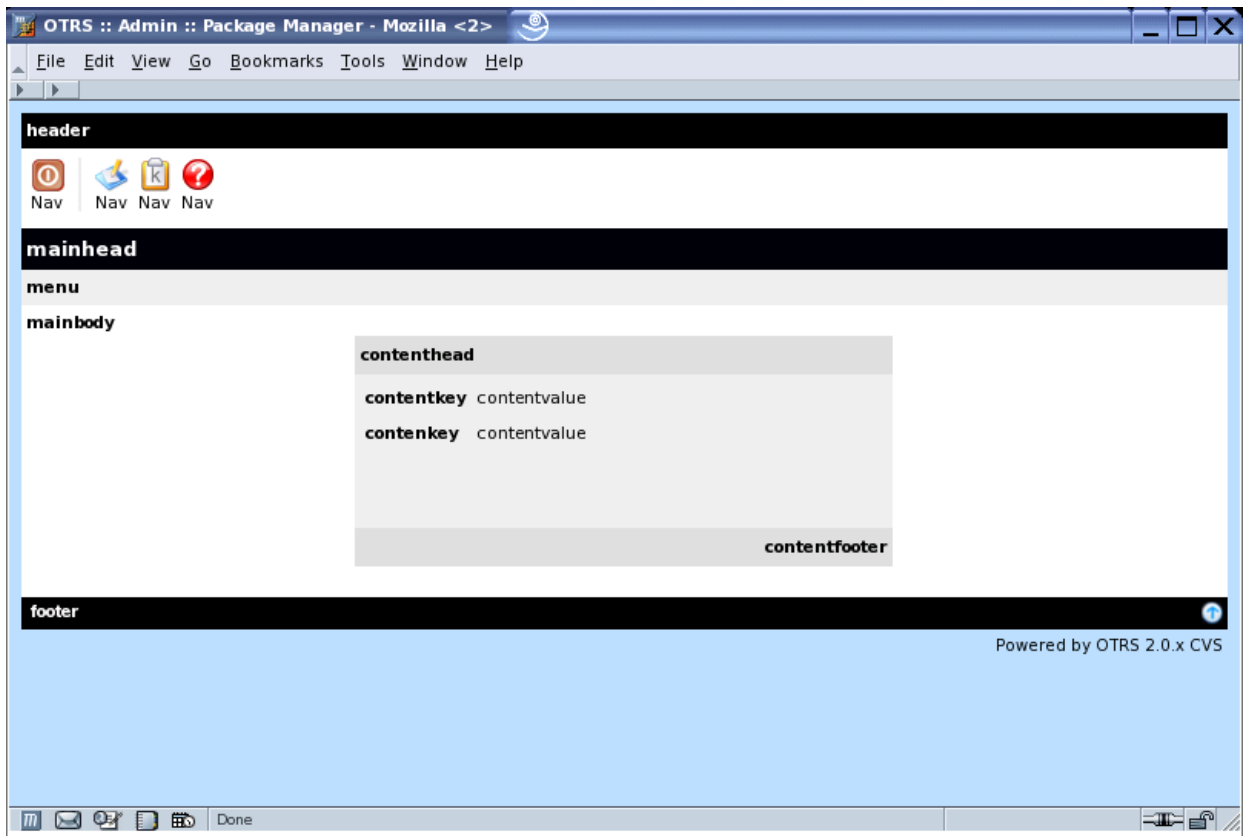 OTRS :: Admin :: Package Manager - Mozilla <2>
File Edit View Go Bookmarks Tools Window Help
header
Nav Nav Nav Nav
mainhead
menu
mainbody
contenthead
contentkey contentvalue
contenkey contentvalue
contentfooter
footer
Powered by OTRS 2.0.x CVS
Done